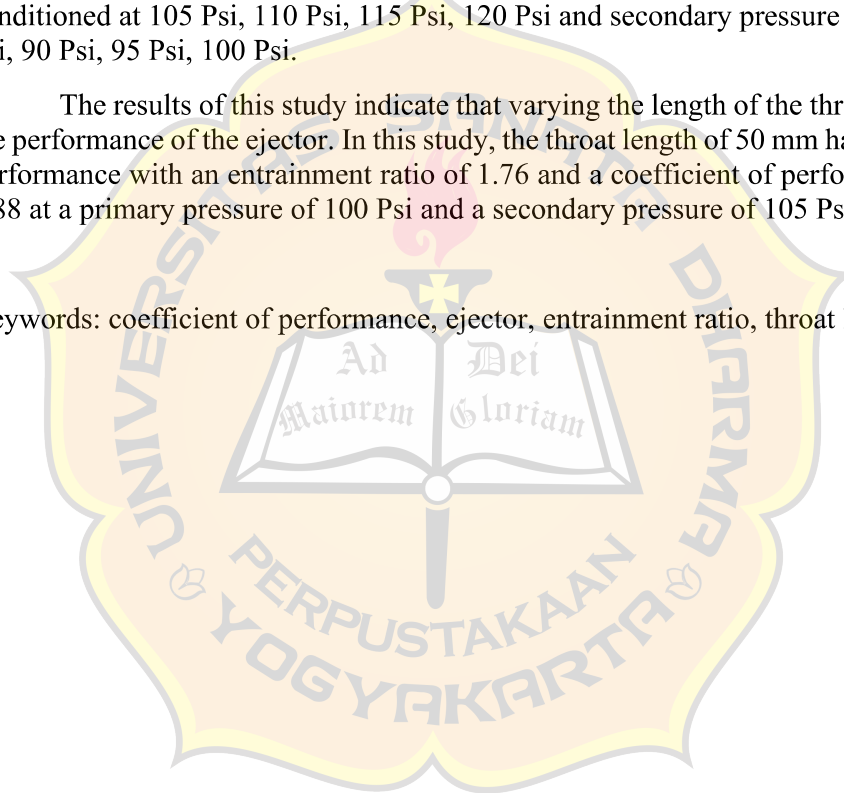 nditioned at 105 Psi, 110 Psi, 115 Psi, 120 Psi and secondary pressure
i, 90 Psi, 95 Psi, 100 Psi.
The results of this study indicate that varying the length of the thr
e performance of the ejector. In this study, the throat length of 50 mm ha
rformance with an entrainment ratio of 1.76 and a coefficient of perfo
88 at a primary pressure of 100 Psi and a secondary pressure of 105 Ps
eywords: coefficient of performance, ejector, entrainment ratio, throat
UNIVERSITAS SANATA DHARMA
Ad Dei
Maiorem Gloriam
PERPUSTAKAAN
YOGYAKARTA